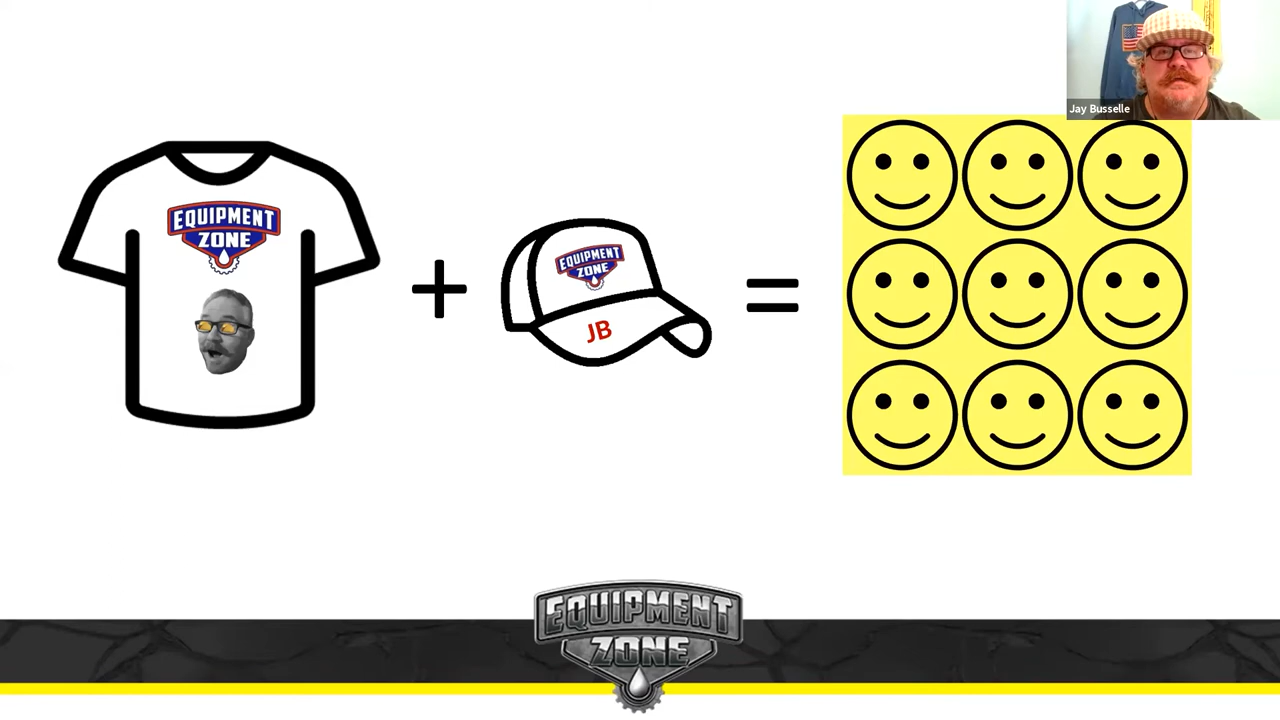 Jay Busselle
EQUIPMENT
ZONE
+
EQUIPMENT
ZONE
JB
=
EQUIPMENT
ZONE